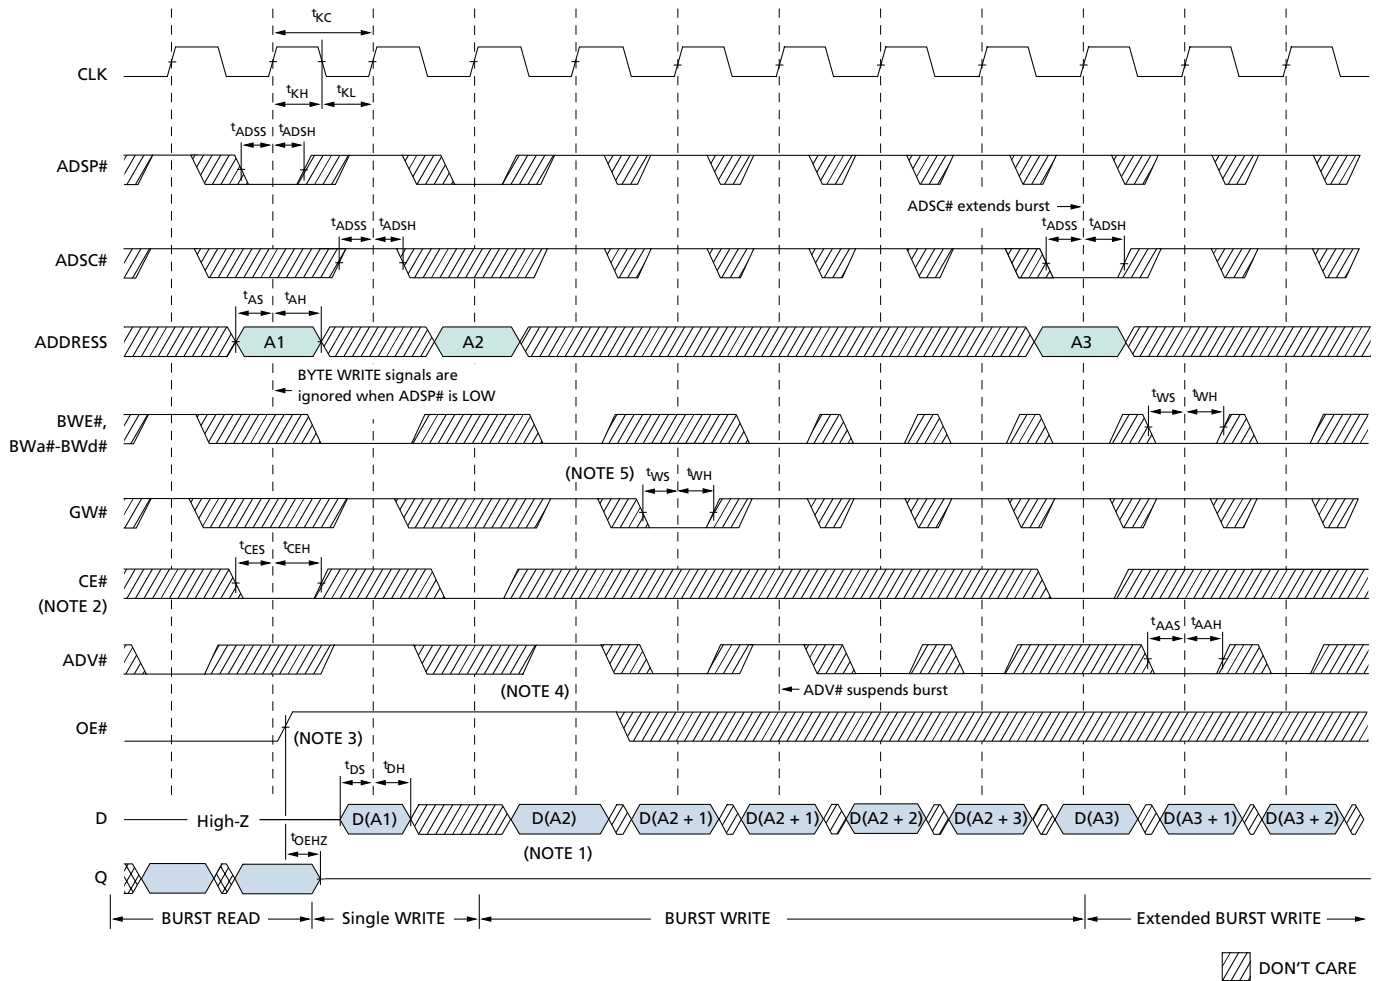 tKC
CLK
tKH tKL
tADSS tADSH
ADSP#
ADSC# extends burst
tADSS tADSH tADSS tADSH
ADSC#
tAS tAH
ADDRESS A1 A2 A3
BYTE WRITE signals are
ignored when ADSP# is LOW
BWE#, tWS tWH
BWa#-BWd#
(NOTE 5) tWS tWH
GW#
tCES tCEH
CE#
(NOTE 2)
tAAS tAAH
ADV#
(NOTE 4) ADV# suspends burst
OE#
(NOTE 3)
tDS tDH
D High-Z D(A1) D(A2) D(A2 + 1) D(A2 + 1) D(A2 + 2) D(A2 + 3) D(A3) D(A3 + 1) D(A3 + 2)
tOEHZ (NOTE 1)
Q
BURST READ Single WRITE BURST WRITE Extended BURST WRITE
DON'T CARE